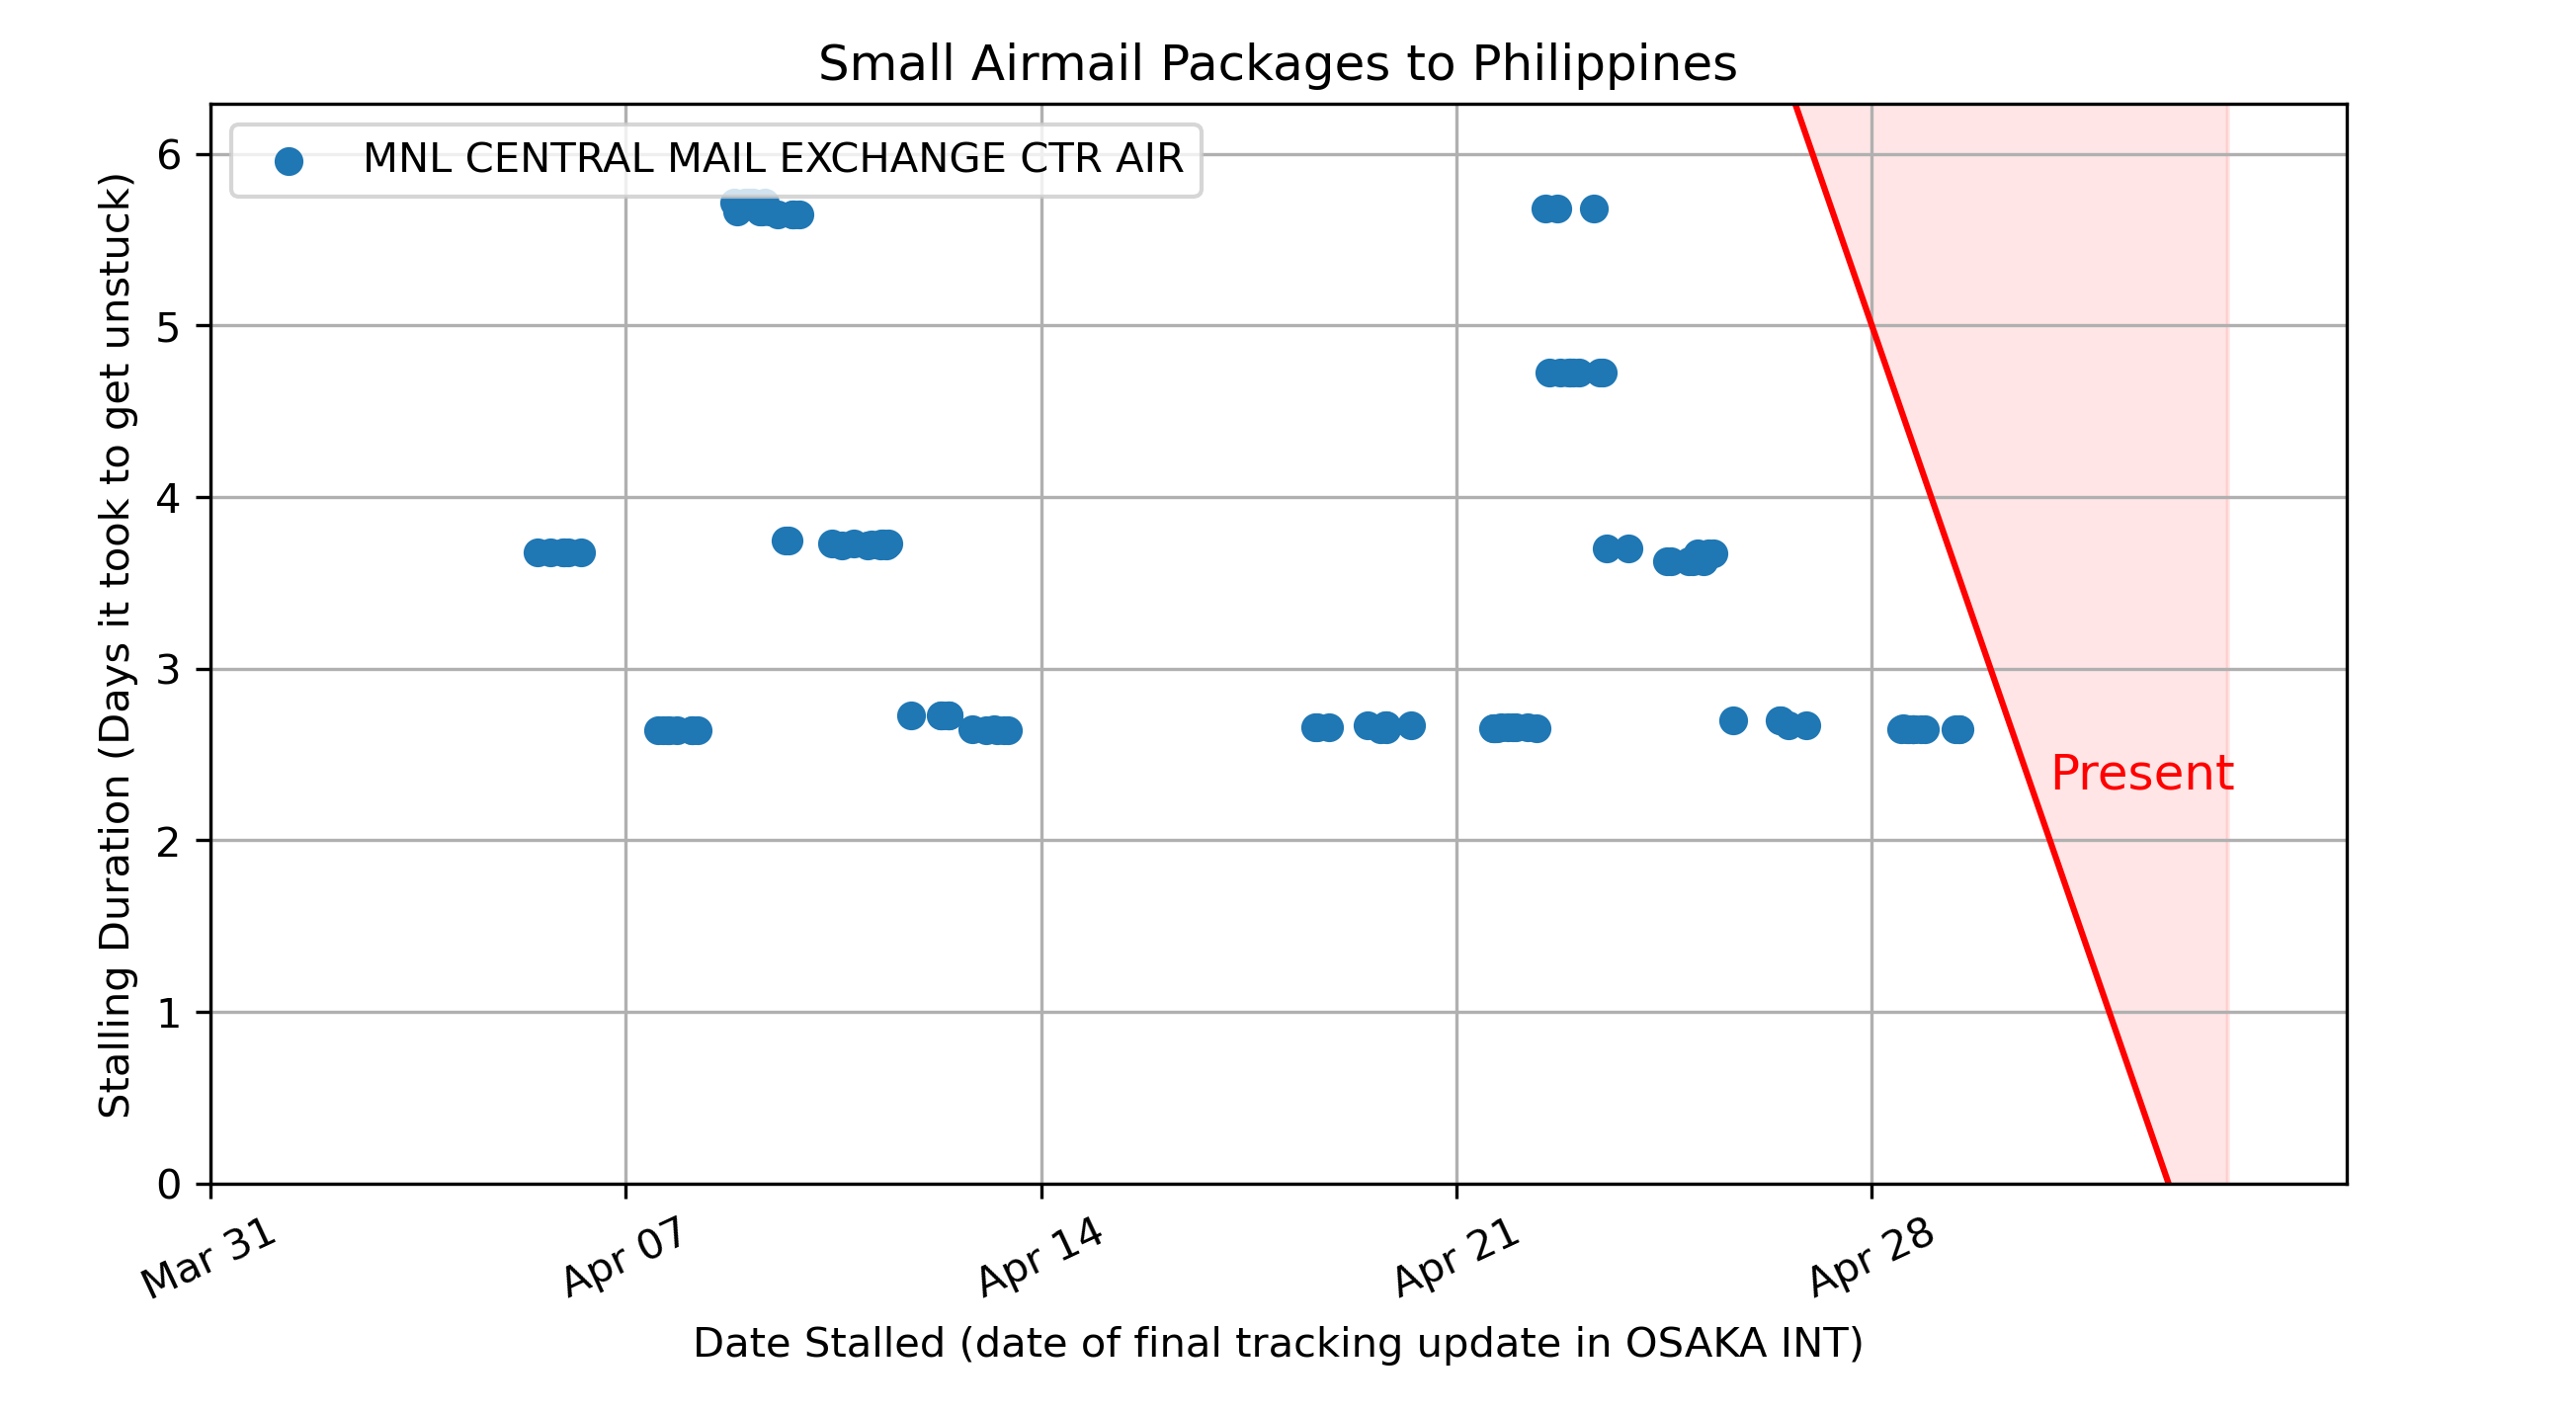 Small Airmail Packages to Philippines
MNL CENTRAL MAIL EXCHANGE CTR AIR
Stalling Duration (Days it took to get unstuck)
6
5
4
3
2
1
0
Present
Mar 31
Apr 07
Apr 14
Apr 21
Apr 28
Date Stalled (date of final tracking update in OSAKA INT)